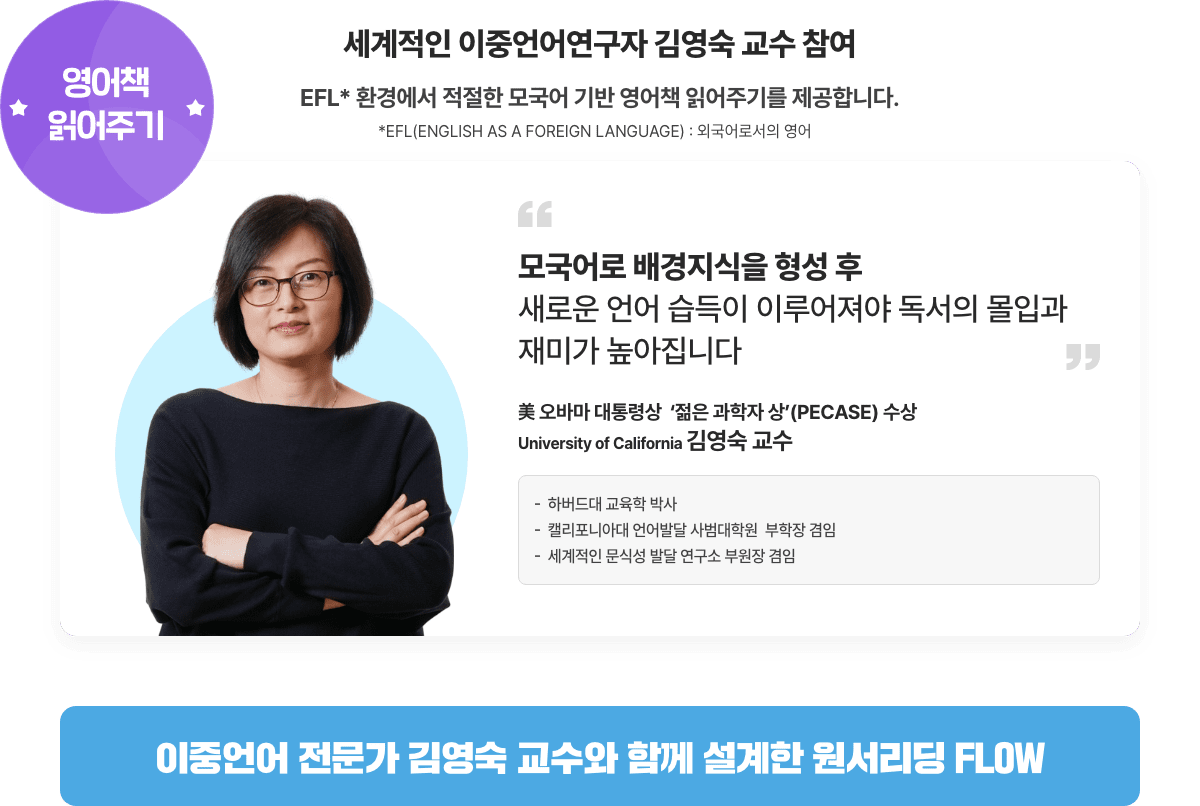 영어책
읽어주기
세계적인 이중언어연구자 김영숙 교수 참여
EFL* 환경에서 적절한 모국어 기반 영어책 읽어주기를 제공합니다.
*EFL(ENGLISH AS A FOREIGN LANGUAGE) : 외국어로서의 영어
“
모국어로 배경지식을 형성 후
새로운 언어 습득이 이루어져야 독서의 몰입과
재미가 높아집니다
”
美 오바마 대통령상 ‘젊은 과학자 상’(PECASE) 수상
University of California 김영숙 교수
- 하버드대 교육학 박사
- 캘리포니아대 언어발달 사범대학원 부학장 겸임
- 세계적인 문식성 발달 연구소 부원장 겸임
이중언어 전문가 김영숙 교수와 함께 설계한 원서리딩 FLOW